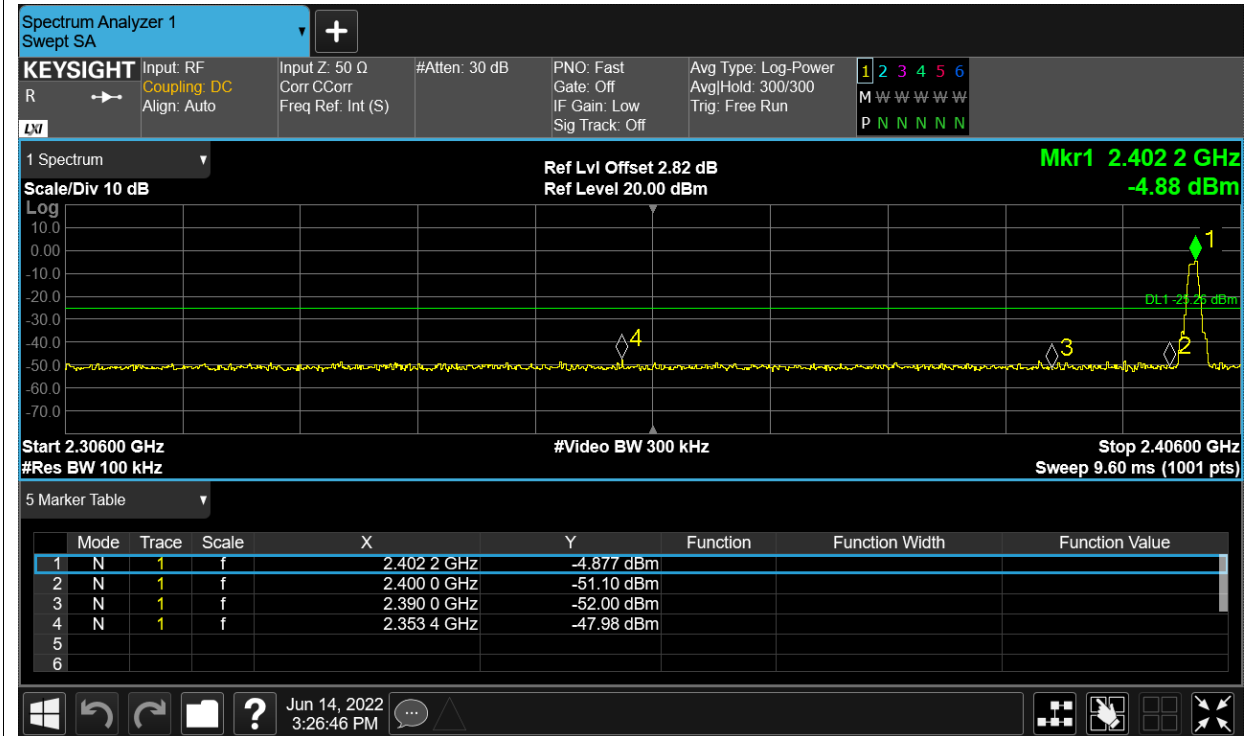 Spectrum Analyzer 1
Swept SA
+
KEYSIGHT
R
LXI
Input: RF
Coupling: DC
Align: Auto
Input Z: 50 Ω
Corr CCorr
Freq Ref: Int (S)
#Atten: 30 dB
PNO: Fast
Gate: Off
IF Gain: Low
Sig Track: Off
Avg Type: Log-Power
Avg|Hold: 300/300
Trig: Free Run
1 2 3 4 5 6
M W W W W W
P N N N N N
1 Spectrum
Scale/Div 10 dB
Ref Lvl Offset 2.82 dB
Ref Level 20.00 dBm
Mkr1 2.402 2 GHz
-4.88 dBm
Log
10.0
0.00
-10.0
-20.0
-30.0
-40.0
-50.0
-60.0
-70.0
1
DL1 -25.26 dBm
4
3
2
Start 2.30600 GHz
#Res BW 100 kHz
#Video BW 300 kHz
Stop 2.40600 GHz
Sweep 9.60 ms (1001 pts)
5 Marker Table
Mode Trace Scale X Y Function Function Width Function Value
1 N 1 f 2.402 2 GHz -4.877 dBm
2 N 1 f 2.400 0 GHz -51.10 dBm
3 N 1 f 2.390 0 GHz -52.00 dBm
4 N 1 f 2.353 4 GHz -47.98 dBm
5
6
?
Jun 14, 2022
3:26:46 PM